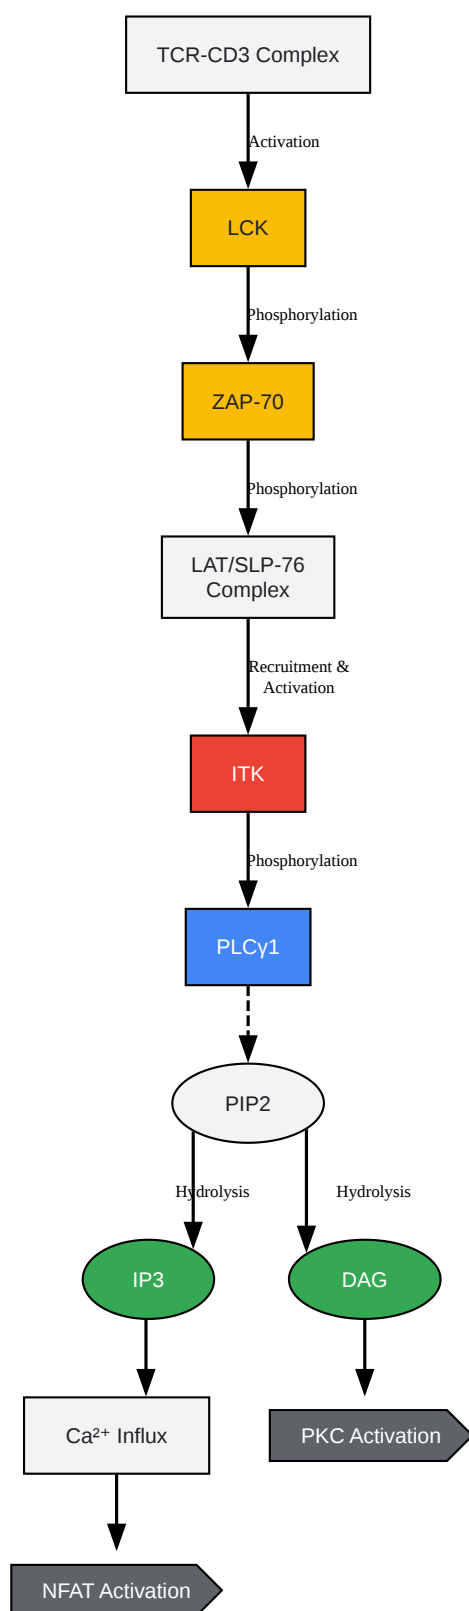 TCR-CD3 Complex
Activation
LCK
Phosphorylation
ZAP-70
Phosphorylation
LAT/SLP-76
Complex
Recruitment &
Activation
ITK
Phosphorylation
PLCγ1
PIP2
Hydrolysis
Hydrolysis
IP3
DAG
Ca²⁺ Influx
PKC Activation
NFAT Activation